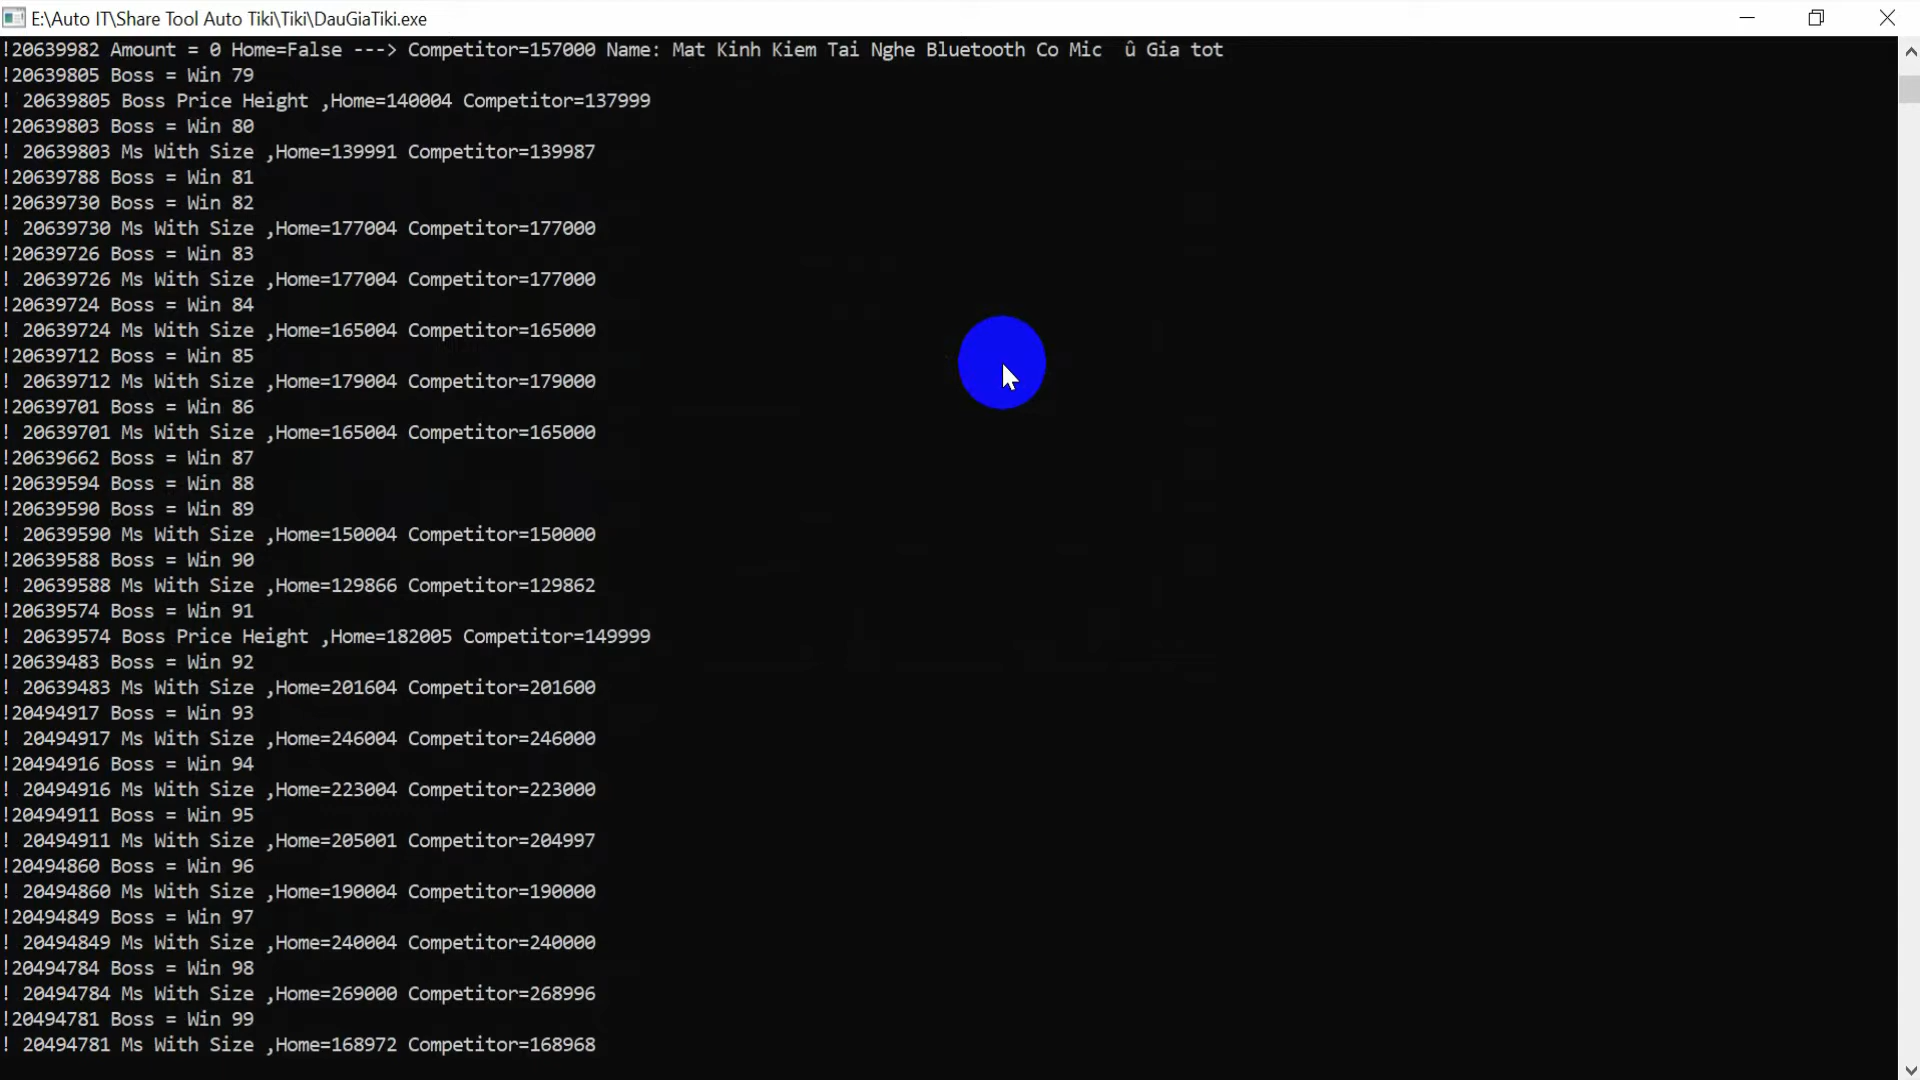 E:\Auto IT\Share Tool Auto Tiki\Tiki\DauGiaTiki.exe
!20639982 Amount = 0 Home=False ---> Competitor=157000 Name: Mat Kinh Kiem Tai Nghe Bluetooth Co Mic  û Gia tot
!20639805 Boss = Win 79
! 20639805 Boss Price Height ,Home=140004 Competitor=137999
!20639803 Boss = Win 80
! 20639803 Ms With Size ,Home=139991 Competitor=139987
!20639788 Boss = Win 81
!20639730 Boss = Win 82
! 20639730 Ms With Size ,Home=177004 Competitor=177000
!20639726 Boss = Win 83
! 20639726 Ms With Size ,Home=177004 Competitor=177000
!20639724 Boss = Win 84
! 20639724 Ms With Size ,Home=165004 Competitor=165000
!20639712 Boss = Win 85
! 20639712 Ms With Size ,Home=179004 Competitor=179000
!20639701 Boss = Win 86
! 20639701 Ms With Size ,Home=165004 Competitor=165000
!20639662 Boss = Win 87
!20639594 Boss = Win 88
!20639590 Boss = Win 89
! 20639590 Ms With Size ,Home=150004 Competitor=150000
!20639588 Boss = Win 90
! 20639588 Ms With Size ,Home=129866 Competitor=129862
!20639574 Boss = Win 91
! 20639574 Boss Price Height ,Home=182005 Competitor=149999
!20639483 Boss = Win 92
! 20639483 Ms With Size ,Home=201604 Competitor=201600
!20494917 Boss = Win 93
! 20494917 Ms With Size ,Home=246004 Competitor=246000
!20494916 Boss = Win 94
! 20494916 Ms With Size ,Home=223004 Competitor=223000
!20494911 Boss = Win 95
! 20494911 Ms With Size ,Home=205001 Competitor=204997
!20494860 Boss = Win 96
! 20494860 Ms With Size ,Home=190004 Competitor=190000
!20494849 Boss = Win 97
! 20494849 Ms With Size ,Home=240004 Competitor=240000
!20494784 Boss = Win 98
! 20494784 Ms With Size ,Home=269000 Competitor=268996
!20494781 Boss = Win 99
! 20494781 Ms With Size ,Home=168972 Competitor=168968